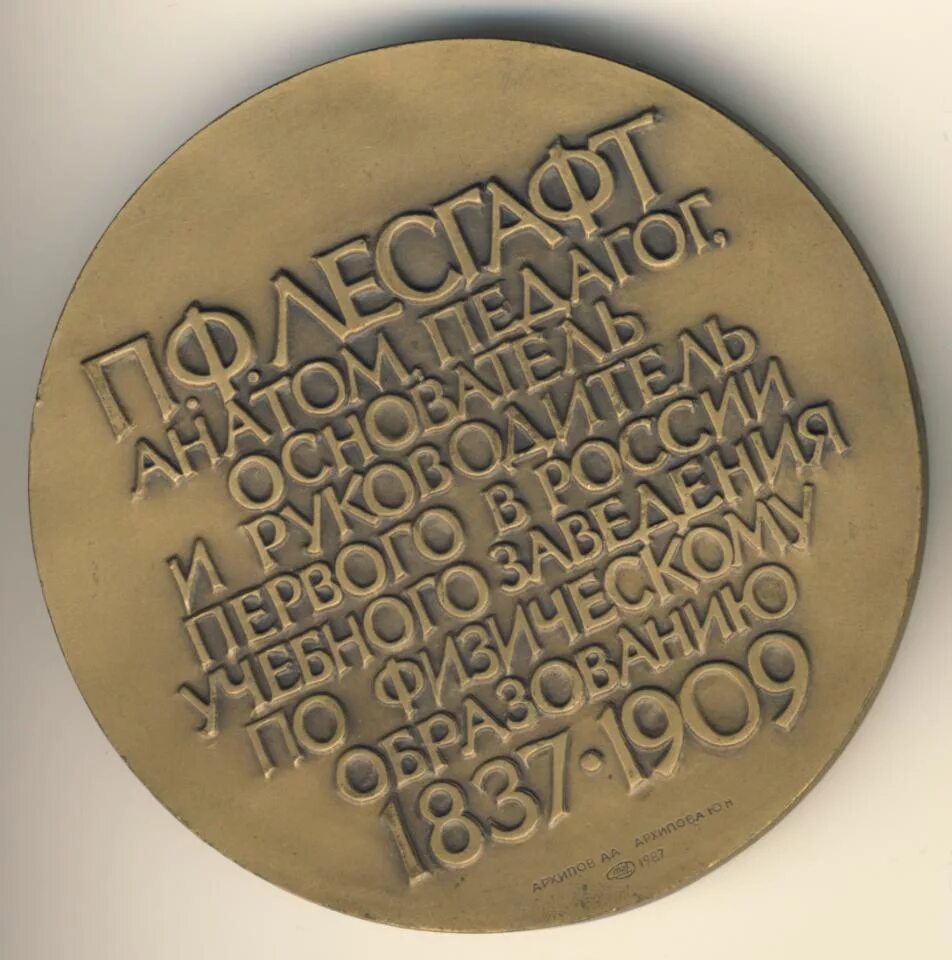 П.Ф. ЛЕСГАФТ
АНАТОМ, ПЕДАГОГ,
ОСНОВАТЕЛЬ
И РУКОВОДИТЕЛЬ
ПЕРВОГО В РОССИИ
УЧЕБНОГО ЗАВЕДЕНИЯ
ПО ФИЗИЧЕСКОМУ
ОБРАЗОВАНИЮ
1837·1909
АРХИПОВ А А АРХИПОВА Ю Н
1987